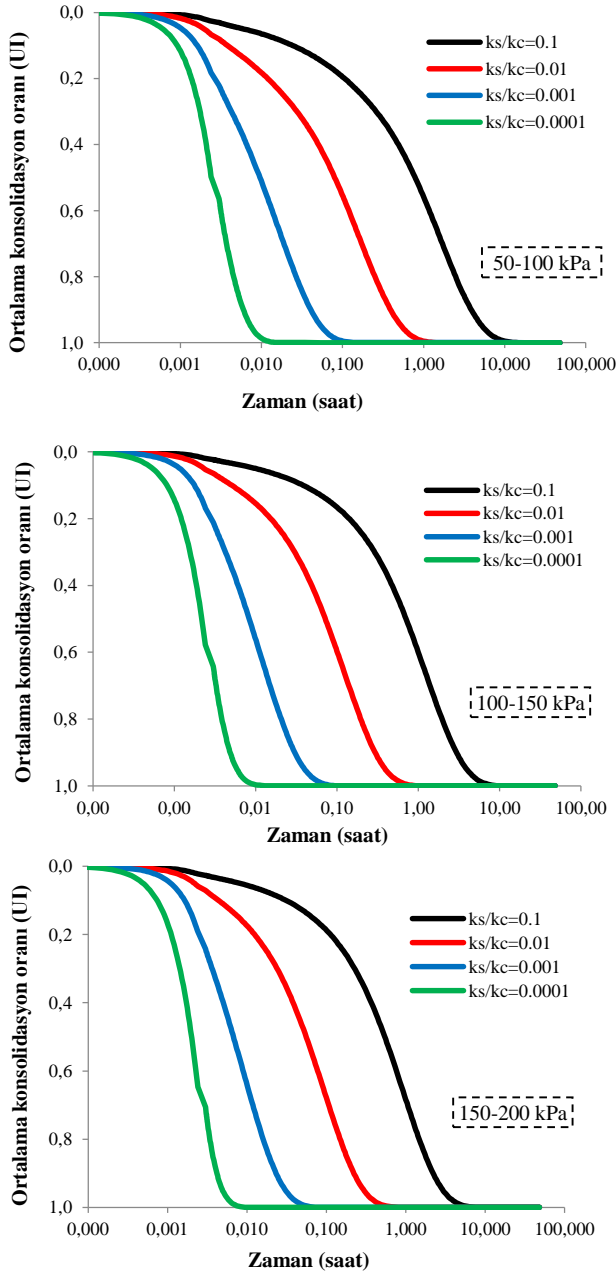 0,0
0,2
0,4
0,6
0,8
1,0
Ortalama konsolidasyon oranı (UI)
ks/kc=0.1
ks/kc=0.01
ks/kc=0.001
ks/kc=0.0001
50-100 kPa
0,000 0,001 0,010 0,100 1,000 10,000 100,000
Zaman (saat)
0,0
0,2
0,4
0,6
0,8
1,0
Ortalama konsolidasyon oranı (UI)
ks/kc=0.1
ks/kc=0.01
ks/kc=0.001
ks/kc=0.0001
100-150 kPa
0,00 0,00 0,01 0,10 1,00 10,00 100,00
Zaman (saat)
0,0
0,2
0,4
0,6
0,8
1,0
Ortalama konsolidasyon oranı (UI)
ks/kc=0.1
ks/kc=0.01
ks/kc=0.001
ks/kc=0.0001
150-200 kPa
0,000 0,001 0,010 0,100 1,000 10,000 100,000
Zaman (saat)